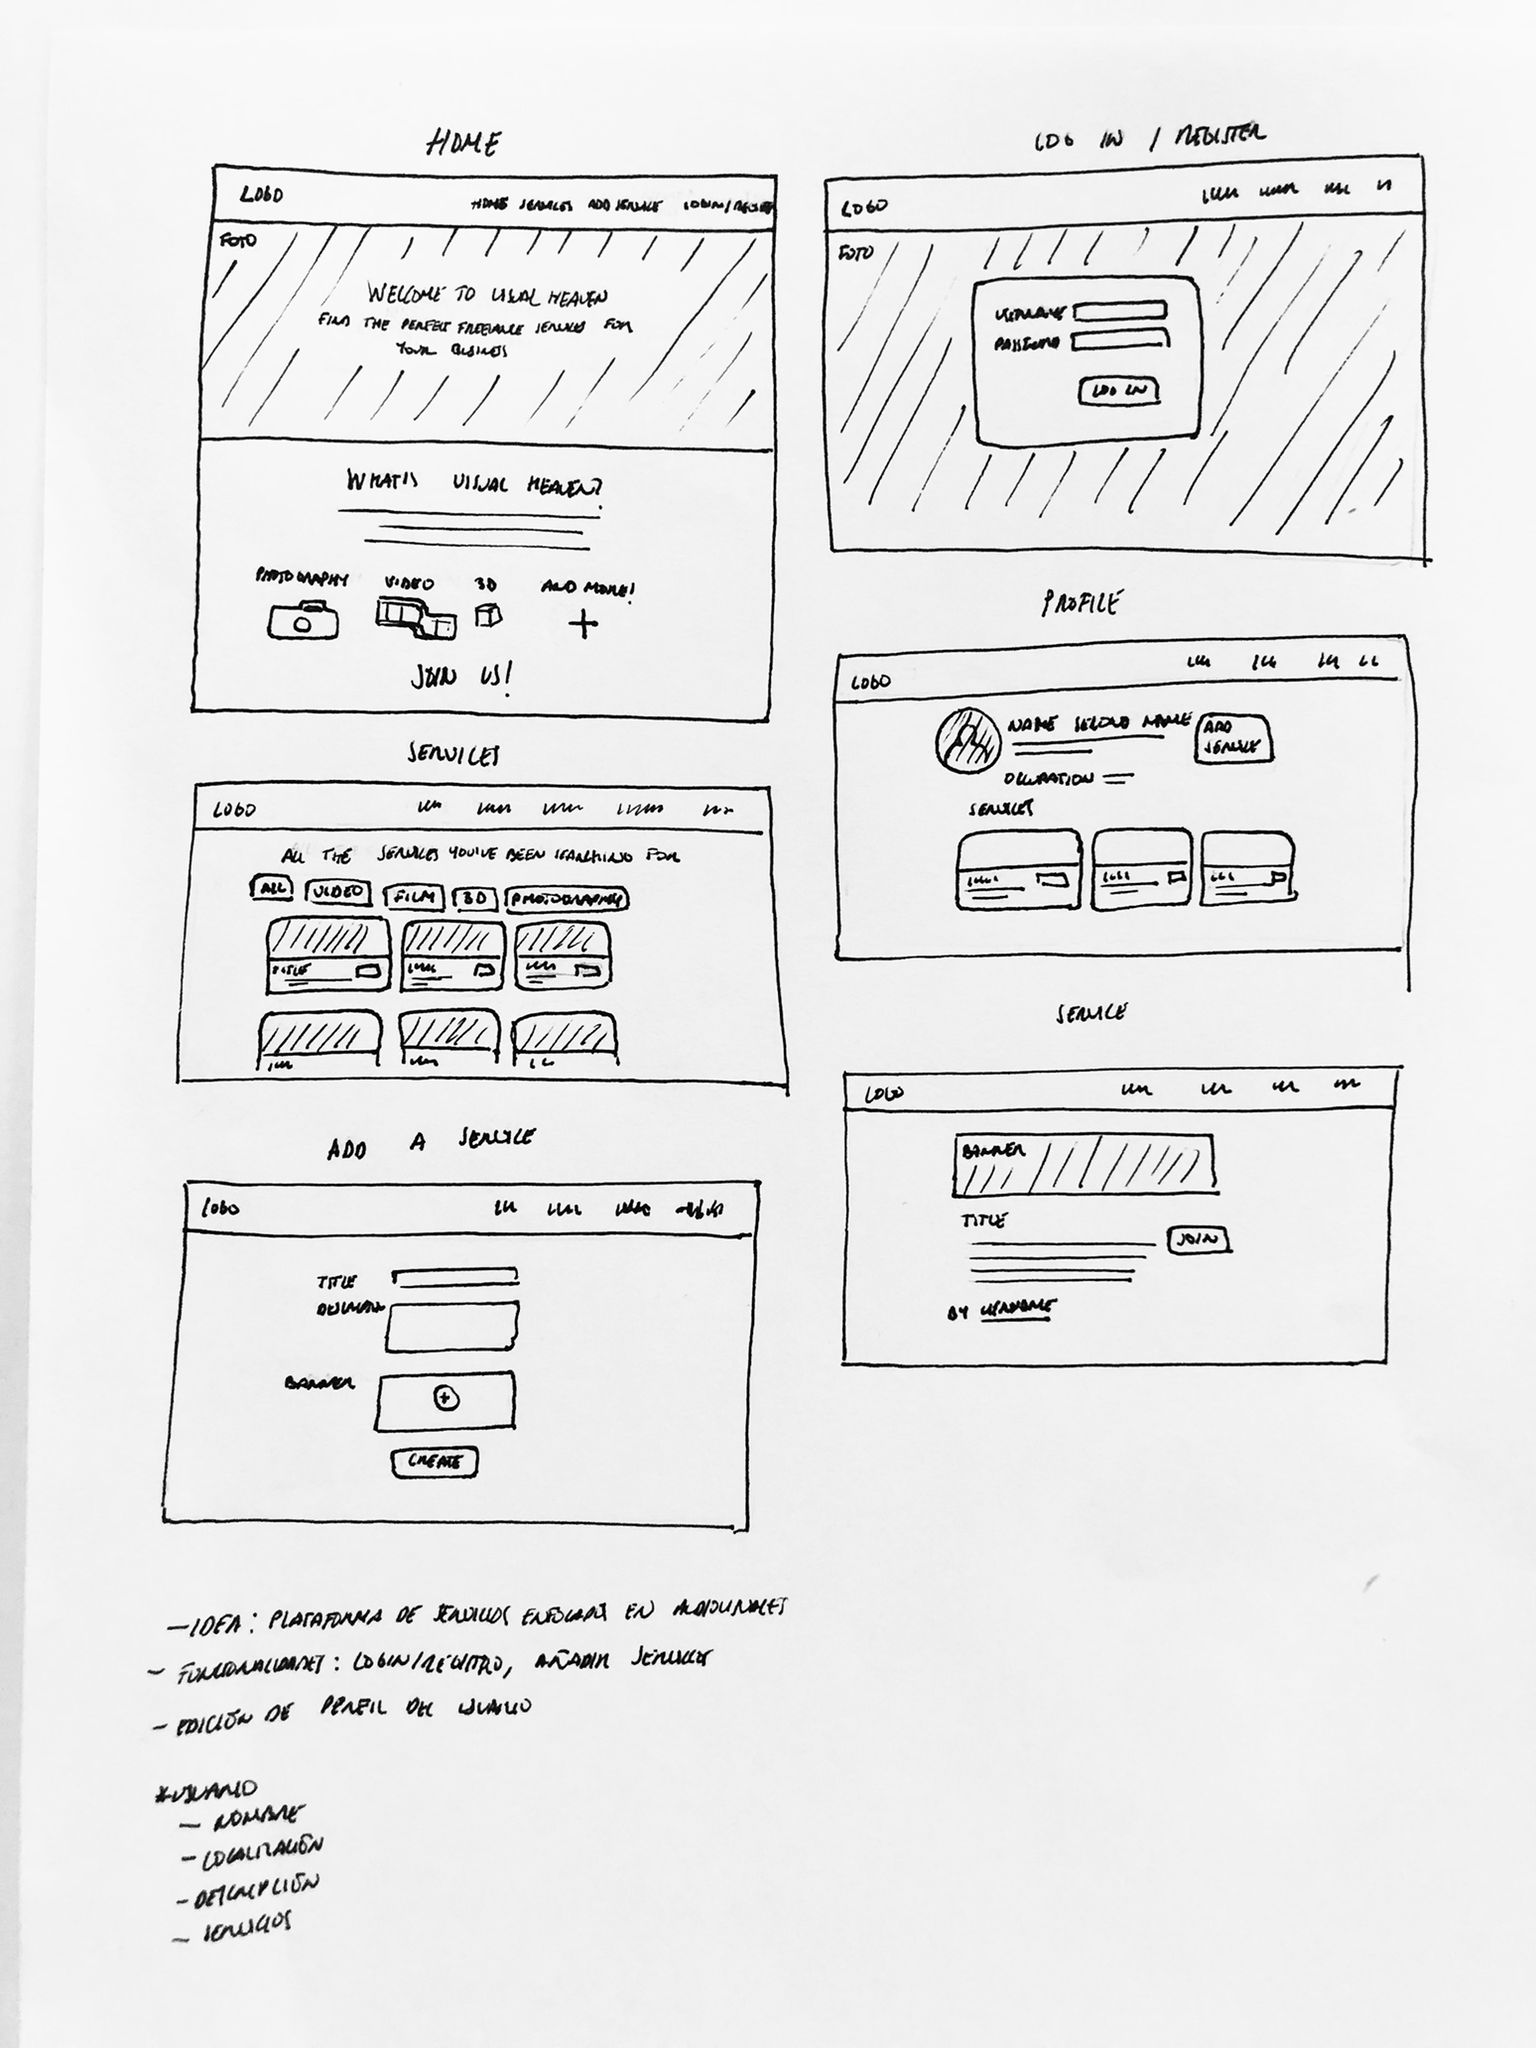 HOME
LOGO
HOME SERVICES ADD SERVICE LOGIN/REGISTER
FOTO
WELCOME TO VISUAL HEAVEN
FIND THE PERFECT FREELANCE SERVICES FOR
YOUR BUSINESS
WHAT IS VISUAL HEAVEN?
PHOTOGRAPHY VIDEO 3D AND MORE!
JOIN US!
SERVICES
LOGO
ALL THE SERVICES YOU'VE BEEN SEARCHING FOR
ALL VIDEO FILM 3D PHOTOGRAPHY
TITLE
ADD A SERVICE
LOGO
TITLE
BANNER
CREATE
LOG IN / REGISTER
LOGO
FOTO
USERNAME
PASSWORD
LOG IN
PROFILE
LOGO
NAME SECOND NAME
ADD
SERVICE
OCCUPATION
SERVICES
SERVICE
LOGO
BANNER
TITLE
JOIN
BY USERNAME
- IDEA: PLATAFORMA DE SERVICIOS ENFOCADA EN AUDIOVISUALES
- FUNCIONALIDADES: LOGIN/REGISTRO, AÑADIR SERVICIOS
- EDICIÓN DE PERFIL DEL USUARIO
*USUARIO
- NOMBRE
- LOCALIZACIÓN
- DESCRIPCIÓN
- SERVICIOS